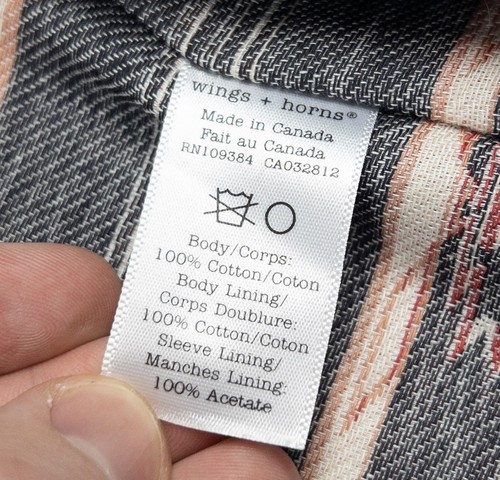 wings + horns®
Made in Canada
Fait au Canada
RN109384 CA032812
Body/Corps:
100% Cotton/Coton
Body Lining/
Corps Doublure:
100% Cotton/Coton
Sleeve Lining/
Manches Lining:
100% Acetate